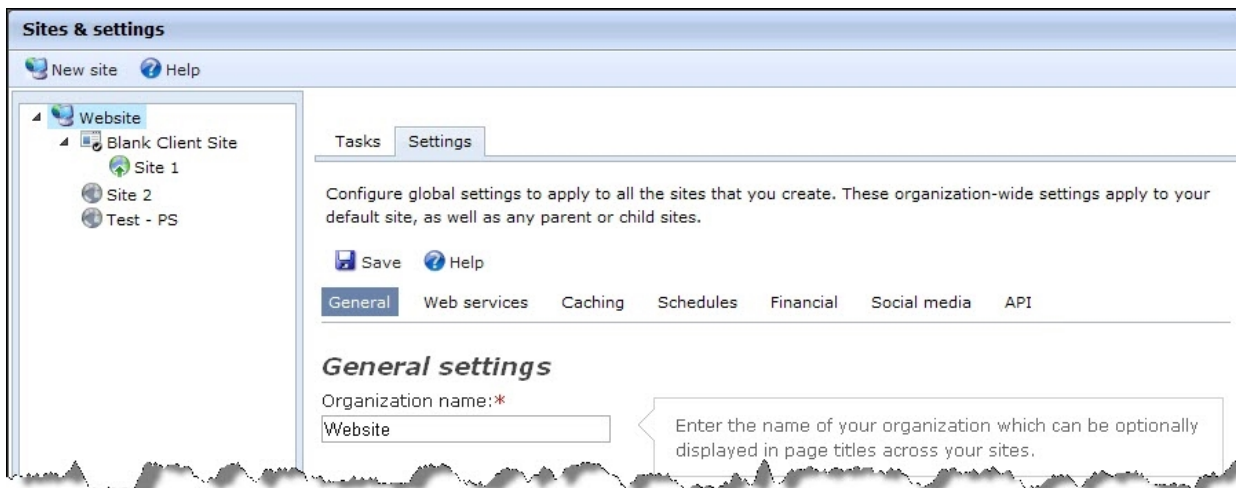 Sites & settings
New site Help
Website
Blank Client Site
Site 1
Site 2
Test - PS
Tasks Settings
Configure global settings to apply to all the sites that you create. These organization-wide settings apply to your
default site, as well as any parent or child sites.
Save Help
General Web services Caching Schedules Financial Social media API
General settings
Organization name:*
Website
Enter the name of your organization which can be optionally
displayed in page titles across your sites.